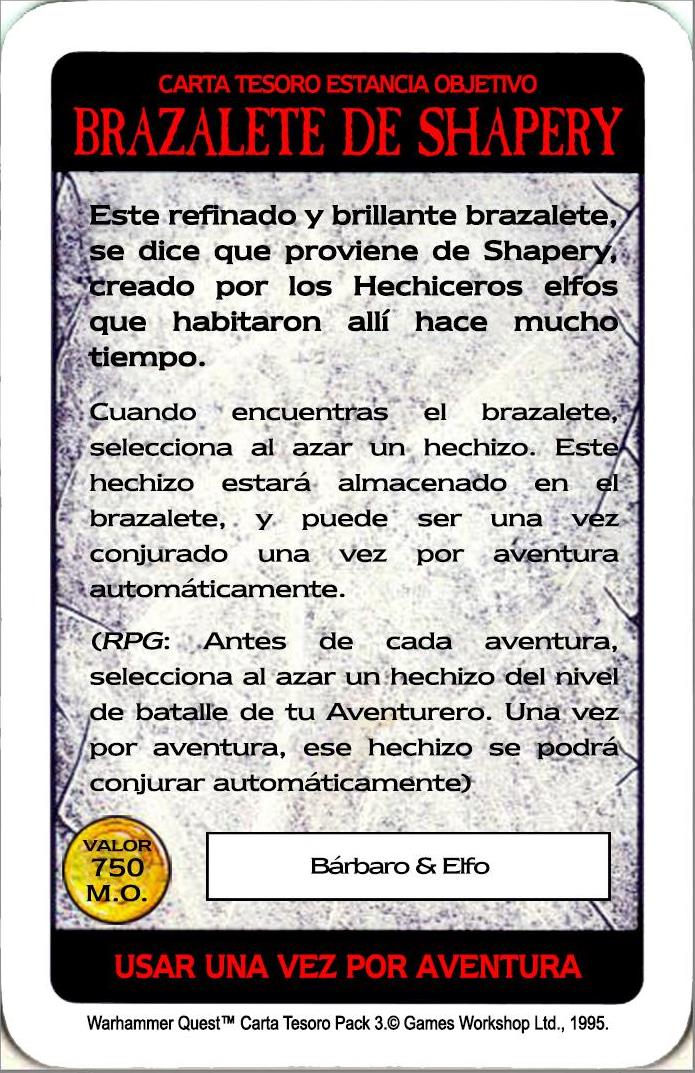 CARTA TESORO ESTANCIA OBJETIVO
BRAZALETE DE SHAPERY
Este refinado y brillante brazalete,
se dice que proviene de Shapery,
creado por los Hechiceros elfos
que habitaron allí hace mucho
tiempo.
Cuando encuentras el brazalete,
selecciona al azar un hechizo. Este
hechizo estará almacenado en el
brazalete, y puede ser una vez
conjurado una vez por aventura
automáticamente.
(RPG: Antes de cada aventura,
selecciona al azar un hechizo del nivel
de batalle de tu Aventurero. Una vez
por aventura, ese hechizo se podrá
conjurar automáticamente)
VALOR
750
M.O.
Bárbaro & Elfo
USAR UNA VEZ POR AVENTURA
Warhammer Quest™ Carta Tesoro Pack 3.© Games Workshop Ltd., 1995.